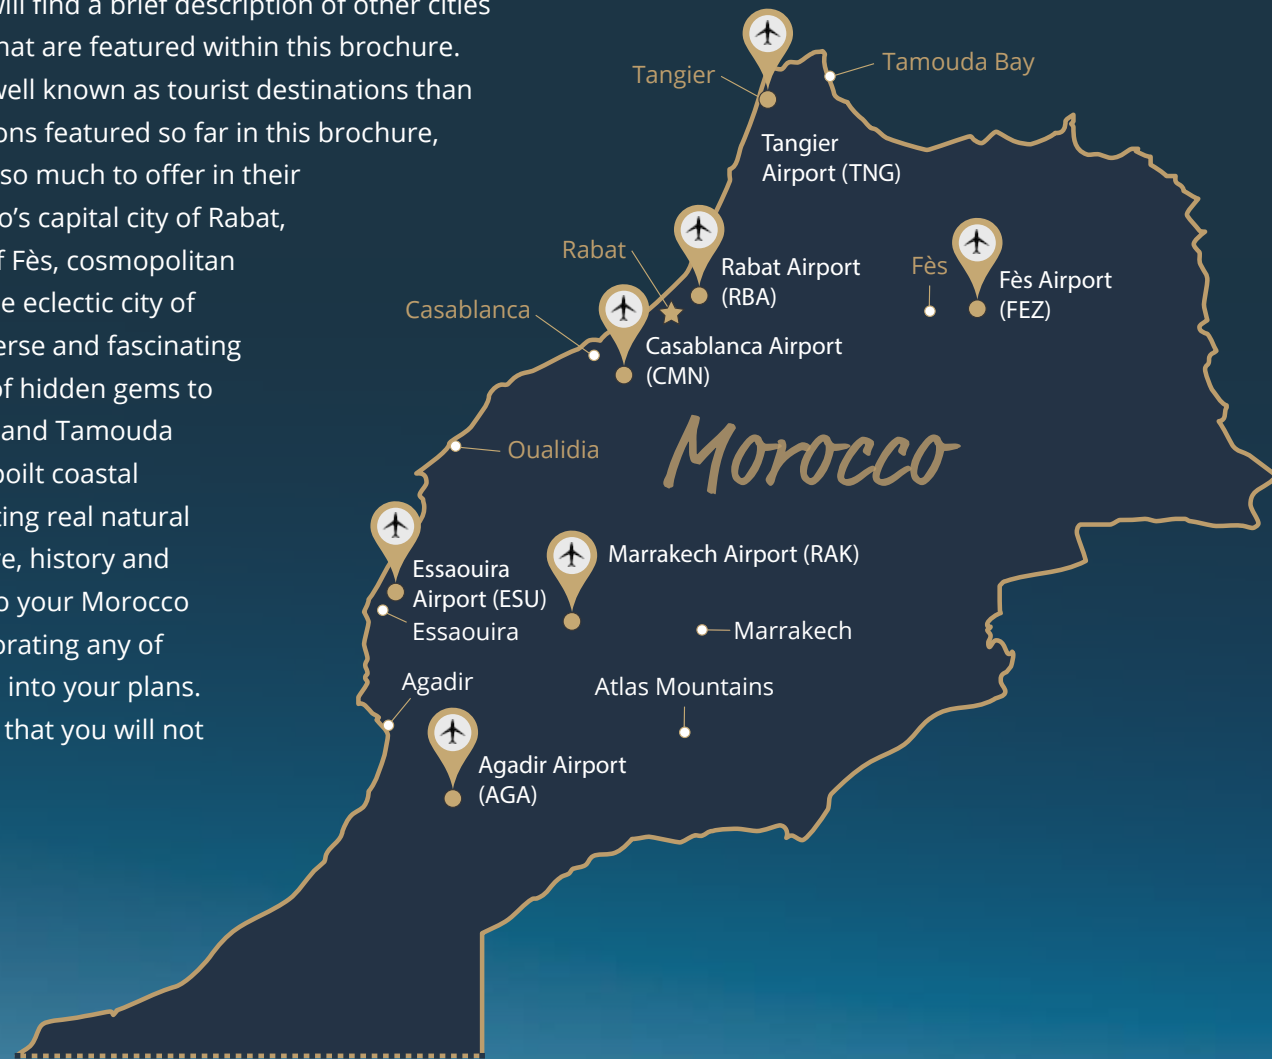 will find a brief description of other cities
that are featured within this brochure.
well known as tourist destinations than
ons featured so far in this brochure,
so much to offer in their
o's capital city of Rabat,
f Fès, cosmopolitan
e eclectic city of
erse and fascinating
of hidden gems to
and Tamouda
poilt coastal
ting real natural
re, history and
o your Morocco
orating any of
into your plans.
that you will not
Tangier
Tamouda Bay
Tangier
Airport (TNG)
Rabat
Rabat Airport
(RBA)
Fès
Fès Airport
(FEZ)
Casablanca
Casablanca Airport
(CMN)
Oualidia
Morocco
Essaouira
Airport (ESU)
Essaouira
Marrakech Airport (RAK)
Marrakech
Agadir
Atlas Mountains
Agadir Airport
(AGA)